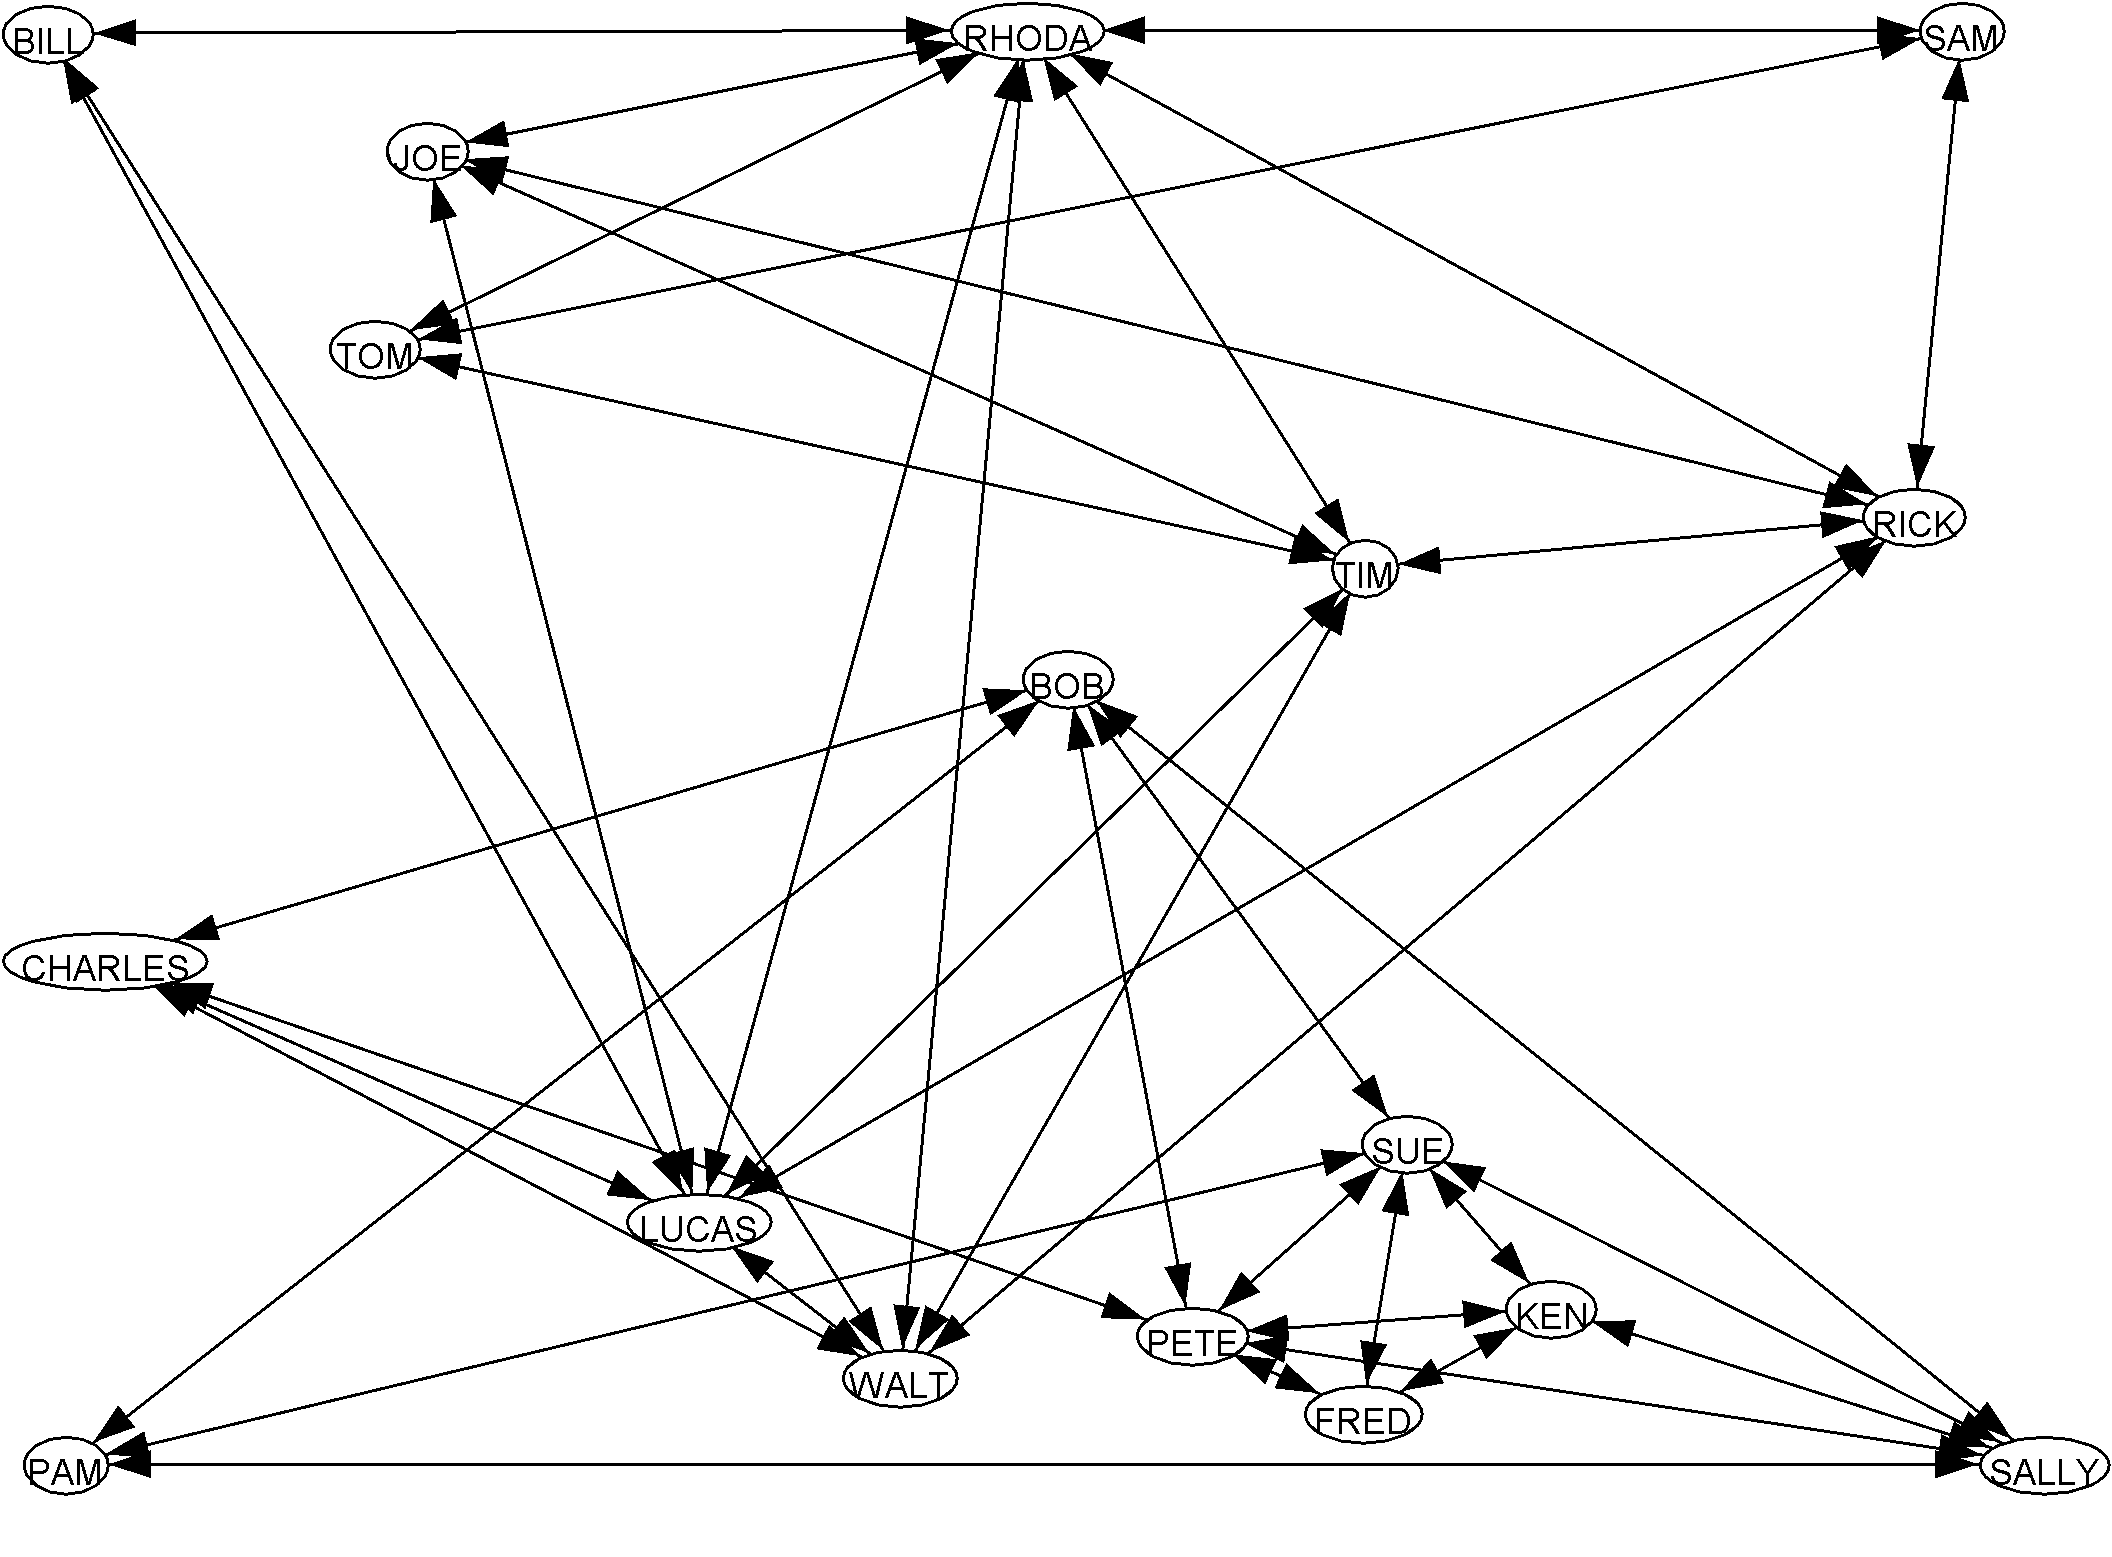 BILL
RHODA
SAM
JOE
TOM
RICK
TIM
BOB
CHARLES
SUE
LUCAS
KEN
PETE
WALT
FRED
PAM
SALLY